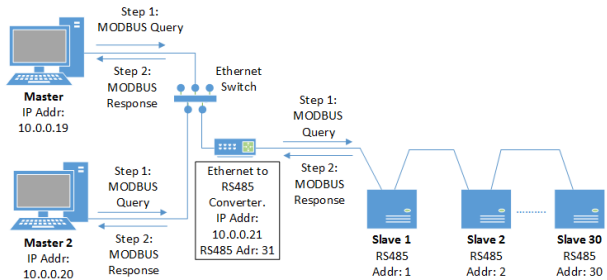 Step 1:
MODBUS Query
Step 2:
MODBUS
Response
Master
IP Addr:
10.0.0.19
Ethernet
Switch
Step 1:
MODBUS
Query
Step 2:
MODBUS
Response
Ethernet to
RS485
Converter.
IP Addr:
10.0.0.21
RS485 Adr: 31
Step 1:
MODBUS
Query
Step 2:
MODBUS
Response
Master 2
IP Addr:
10.0.0.20
Slave 1
RS485
Addr: 1
Slave 2
RS485
Addr: 2
Slave 30
RS485
Addr: 30